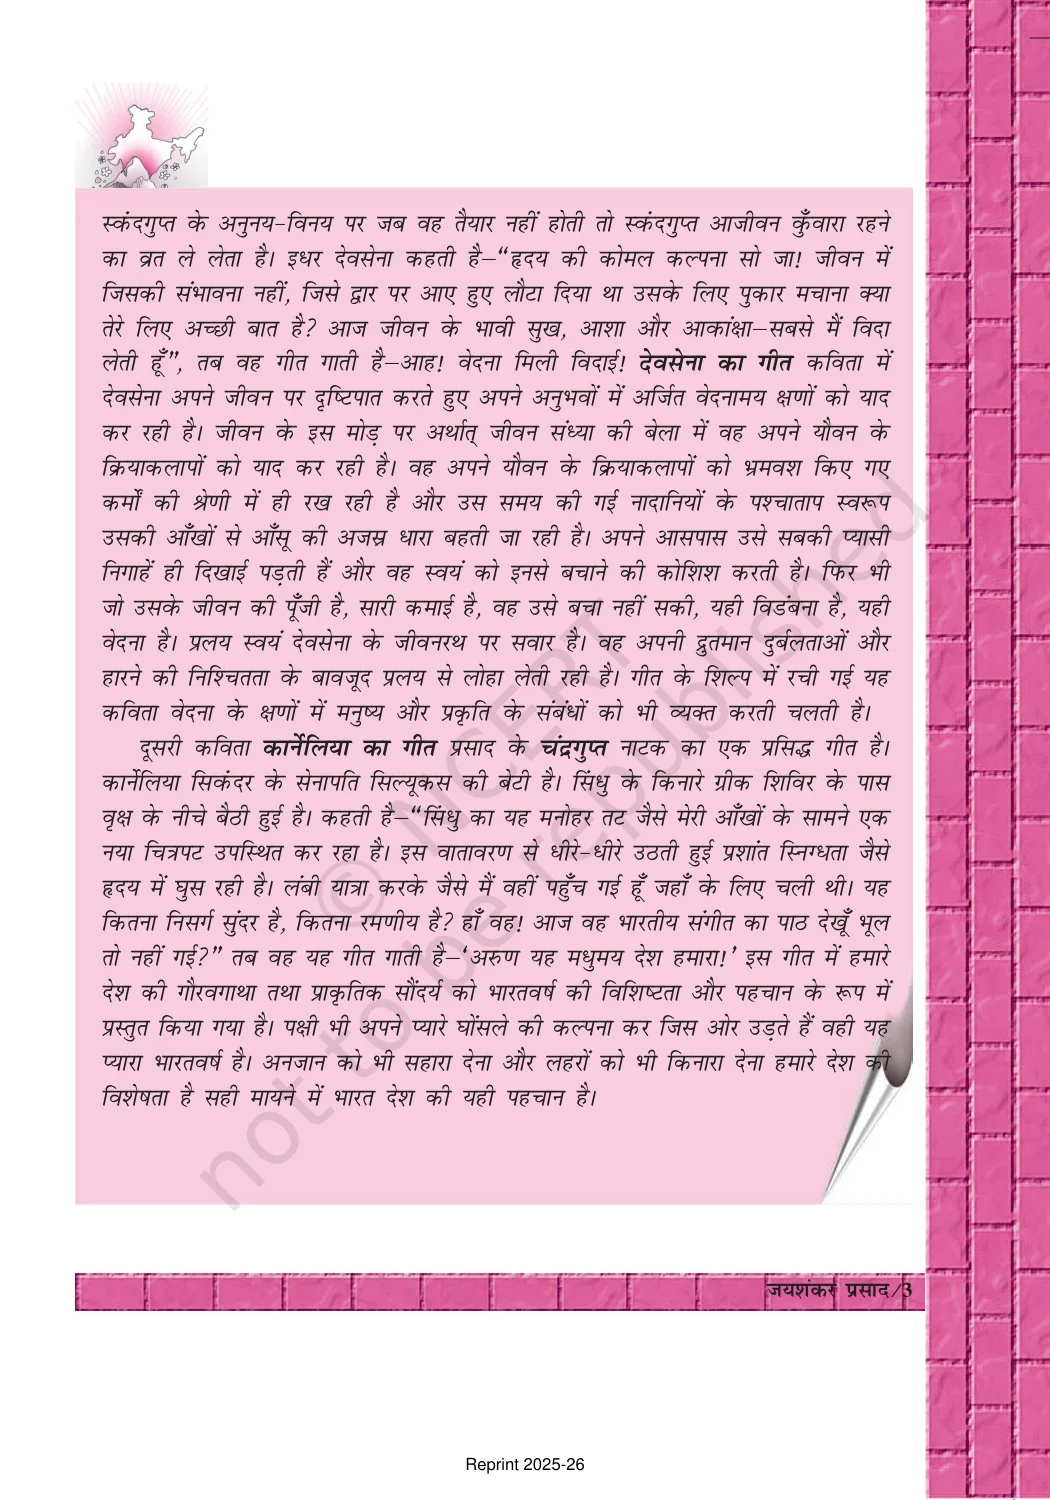 स्कंदगुप्त के अनुनय-विनय पर जब वह तैयार नहीं होती तो स्कंदगुप्त आजीवन कुँवारा रहने
का व्रत ले लेता है। इधर देवसेना कहती है–“हृदय की कोमल कल्पना सो जा! जीवन में
जिसकी संभावना नहीं, जिसे द्वार पर आए हुए लौटा दिया था उसके लिए पुकार मचाना क्या
तेरे लिए अच्छी बात है? आज जीवन के भावी सुख, आशा और आकांक्षा–सबसे मैं विदा
लेती हूँ”, तब वह गीत गाती है–आह! वेदना मिली विदाई! देवसेना का गीत कविता में
देवसेना अपने जीवन पर दृष्टिपात करते हुए अपने अनुभवों में अर्जित वेदनामय क्षणों को याद
कर रही है। जीवन के इस मोड़ पर अर्थात् जीवन संध्या की बेला में वह अपने यौवन के
क्रियाकलापों को याद कर रही है। वह अपने यौवन के क्रियाकलापों को भ्रमवश किए गए
कर्मों की श्रेणी में ही रख रही है और उस समय की गई नादानियों के पश्चाताप स्वरूप
उसकी आँखों से आँसू की अजस्र धारा बहती जा रही है। अपने आसपास उसे सबकी प्यासी
निगाहें ही दिखाई पड़ती हैं और वह स्वयं को इनसे बचाने की कोशिश करती है। फिर भी
जो उसके जीवन की पूँजी है, सारी कमाई है, वह उसे बचा नहीं सकी, यही विडंबना है, यही
वेदना है। प्रलय स्वयं देवसेना के जीवनरथ पर सवार है। वह अपनी द्रुतमान दुर्बलताओं और
हारने की निश्चितता के बावजूद प्रलय से लोहा लेती रही है। गीत के शिल्प में रची गई यह
कविता वेदना के क्षणों में मनुष्य और प्रकृति के संबंधों को भी व्यक्त करती चलती है।
दूसरी कविता कार्नेलिया का गीत प्रसाद के चंद्रगुप्त नाटक का एक प्रसिद्ध गीत है।
कार्नेलिया सिकंदर के सेनापति सिल्यूकस की बेटी है। सिंधु के किनारे ग्रीक शिविर के पास
वृक्ष के नीचे बैठी हुई है। कहती है–“सिंधु का यह मनोहर तट जैसे मेरी आँखों के सामने एक
नया चित्रपट उपस्थित कर रहा है। इस वातावरण से धीरे-धीरे उठती हुई प्रशांत स्निग्धता जैसे
हृदय में घुस रही है। लंबी यात्रा करके जैसे मैं वहीं पहुँच गई हूँ जहाँ के लिए चली थी। यह
कितना निसर्ग सुंदर है, कितना रमणीय है? हाँ वह! आज वह भारतीय संगीत का पाठ देखूँ भूल
तो नहीं गई?” तब वह यह गीत गाती है–‘अरुण यह मधुमय देश हमारा!’ इस गीत में हमारे
देश की गौरवगाथा तथा प्राकृतिक सौंदर्य को भारतवर्ष की विशिष्टता और पहचान के रूप में
प्रस्तुत किया गया है। पक्षी भी अपने प्यारे घोंसले की कल्पना कर जिस ओर उड़ते हैं वही यह
प्यारा भारतवर्ष है। अनजान को भी सहारा देना और लहरों को भी किनारा देना हमारे देश की
विशेषता है सही मायने में भारत देश की यही पहचान है।
© NCERT
not to be republished
जयशंकर प्रसाद/3
Reprint 2025-26